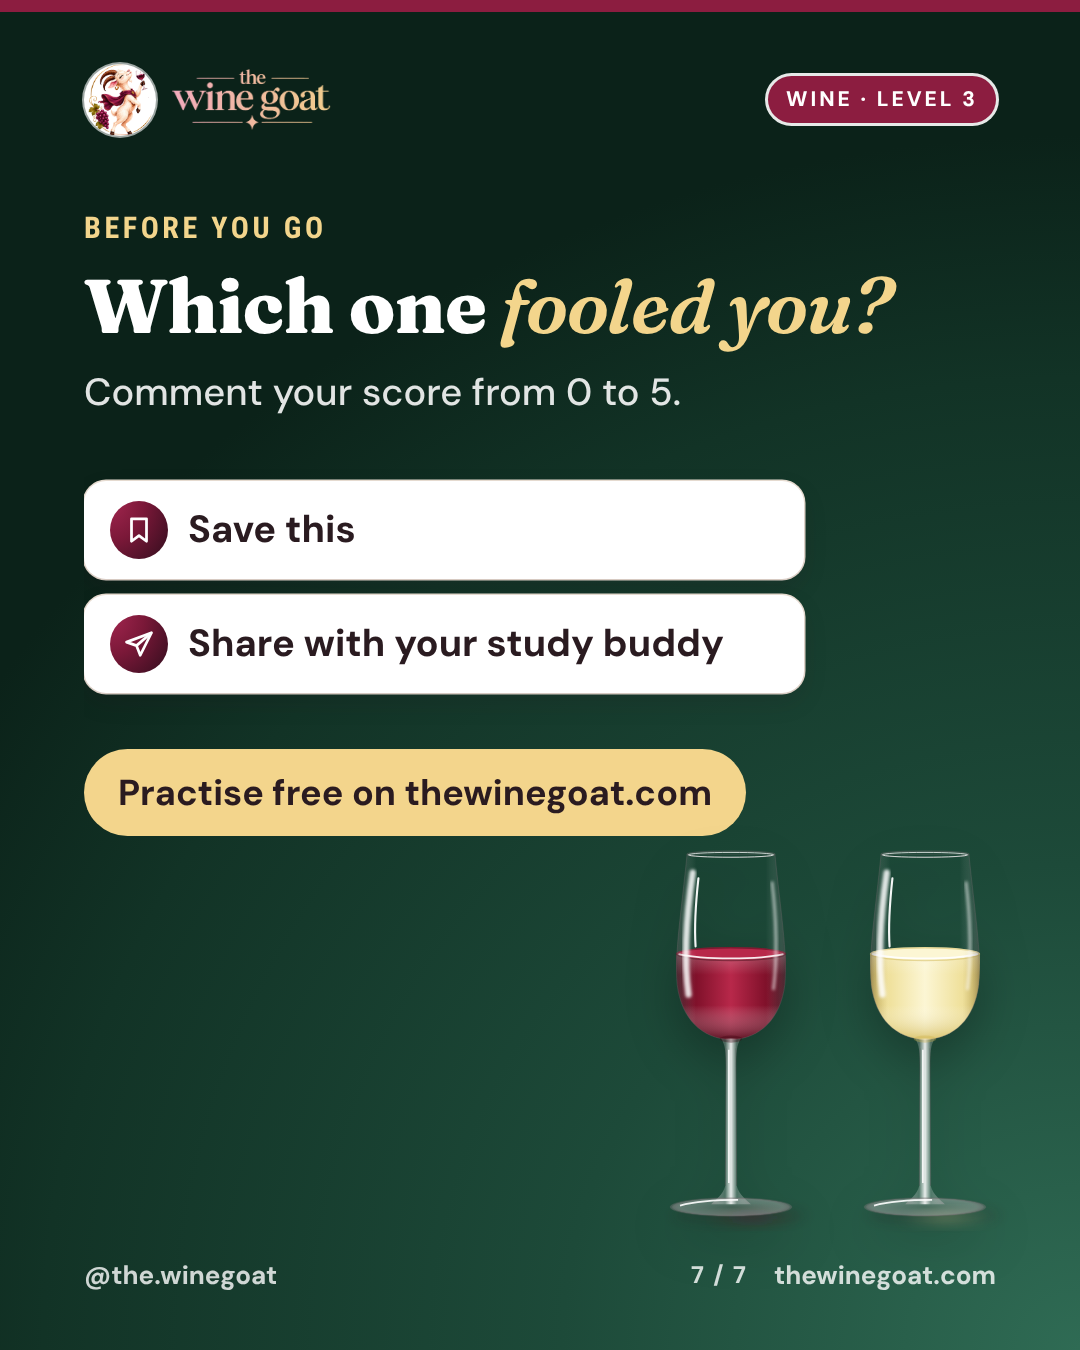 the
wine goat
WINE · LEVEL 3
BEFORE YOU GO
Which one fooled you?
Comment your score from 0 to 5.
Save this
Share with your study buddy
Practise free on thewinegoat.com
@the.winegoat
7 / 7 thewinegoat.com